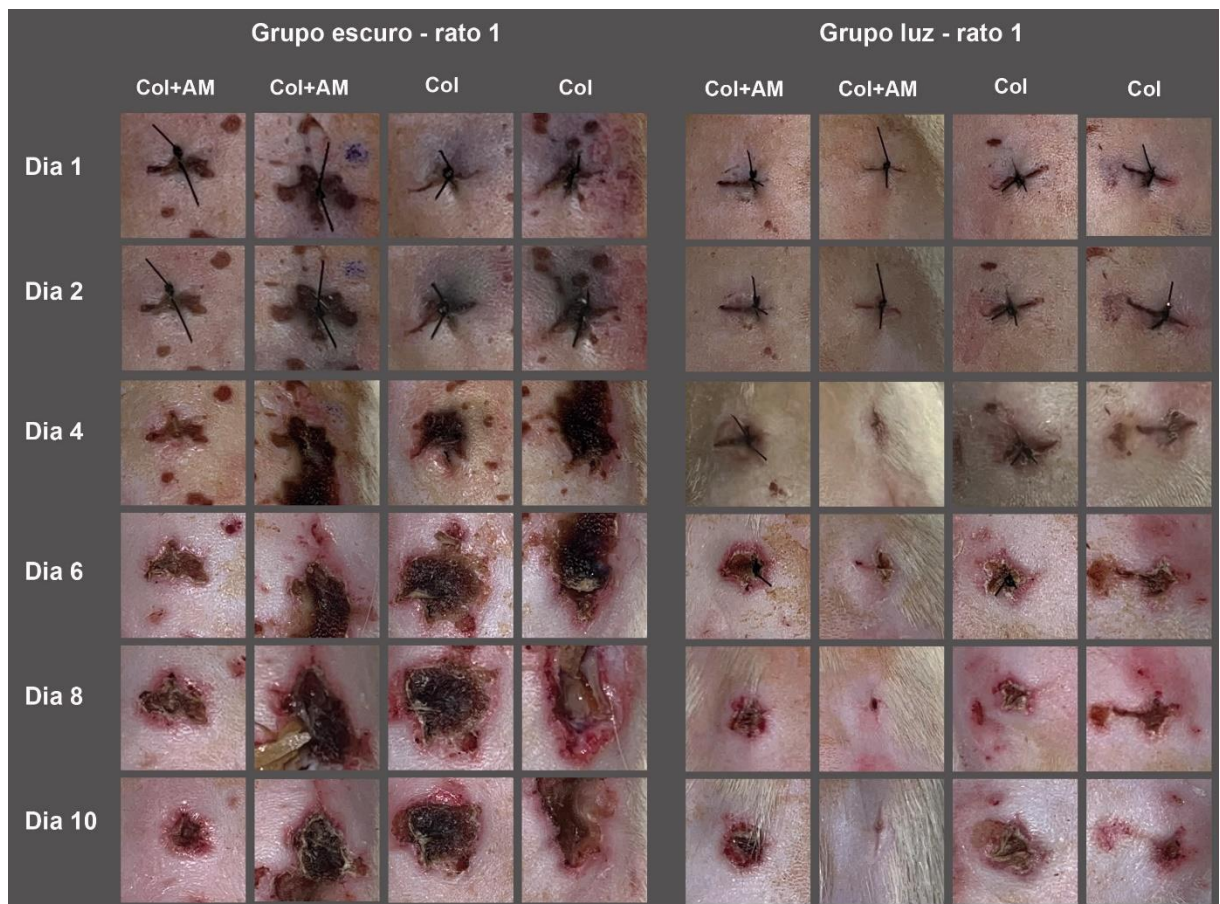 Grupo escuro - rato 1
Grupo luz - rato 1
Col+AM Col+AM Col Col Col+AM Col+AM Col Col
Dia 1
Dia 2
Dia 4
Dia 6
Dia 8
Dia 10